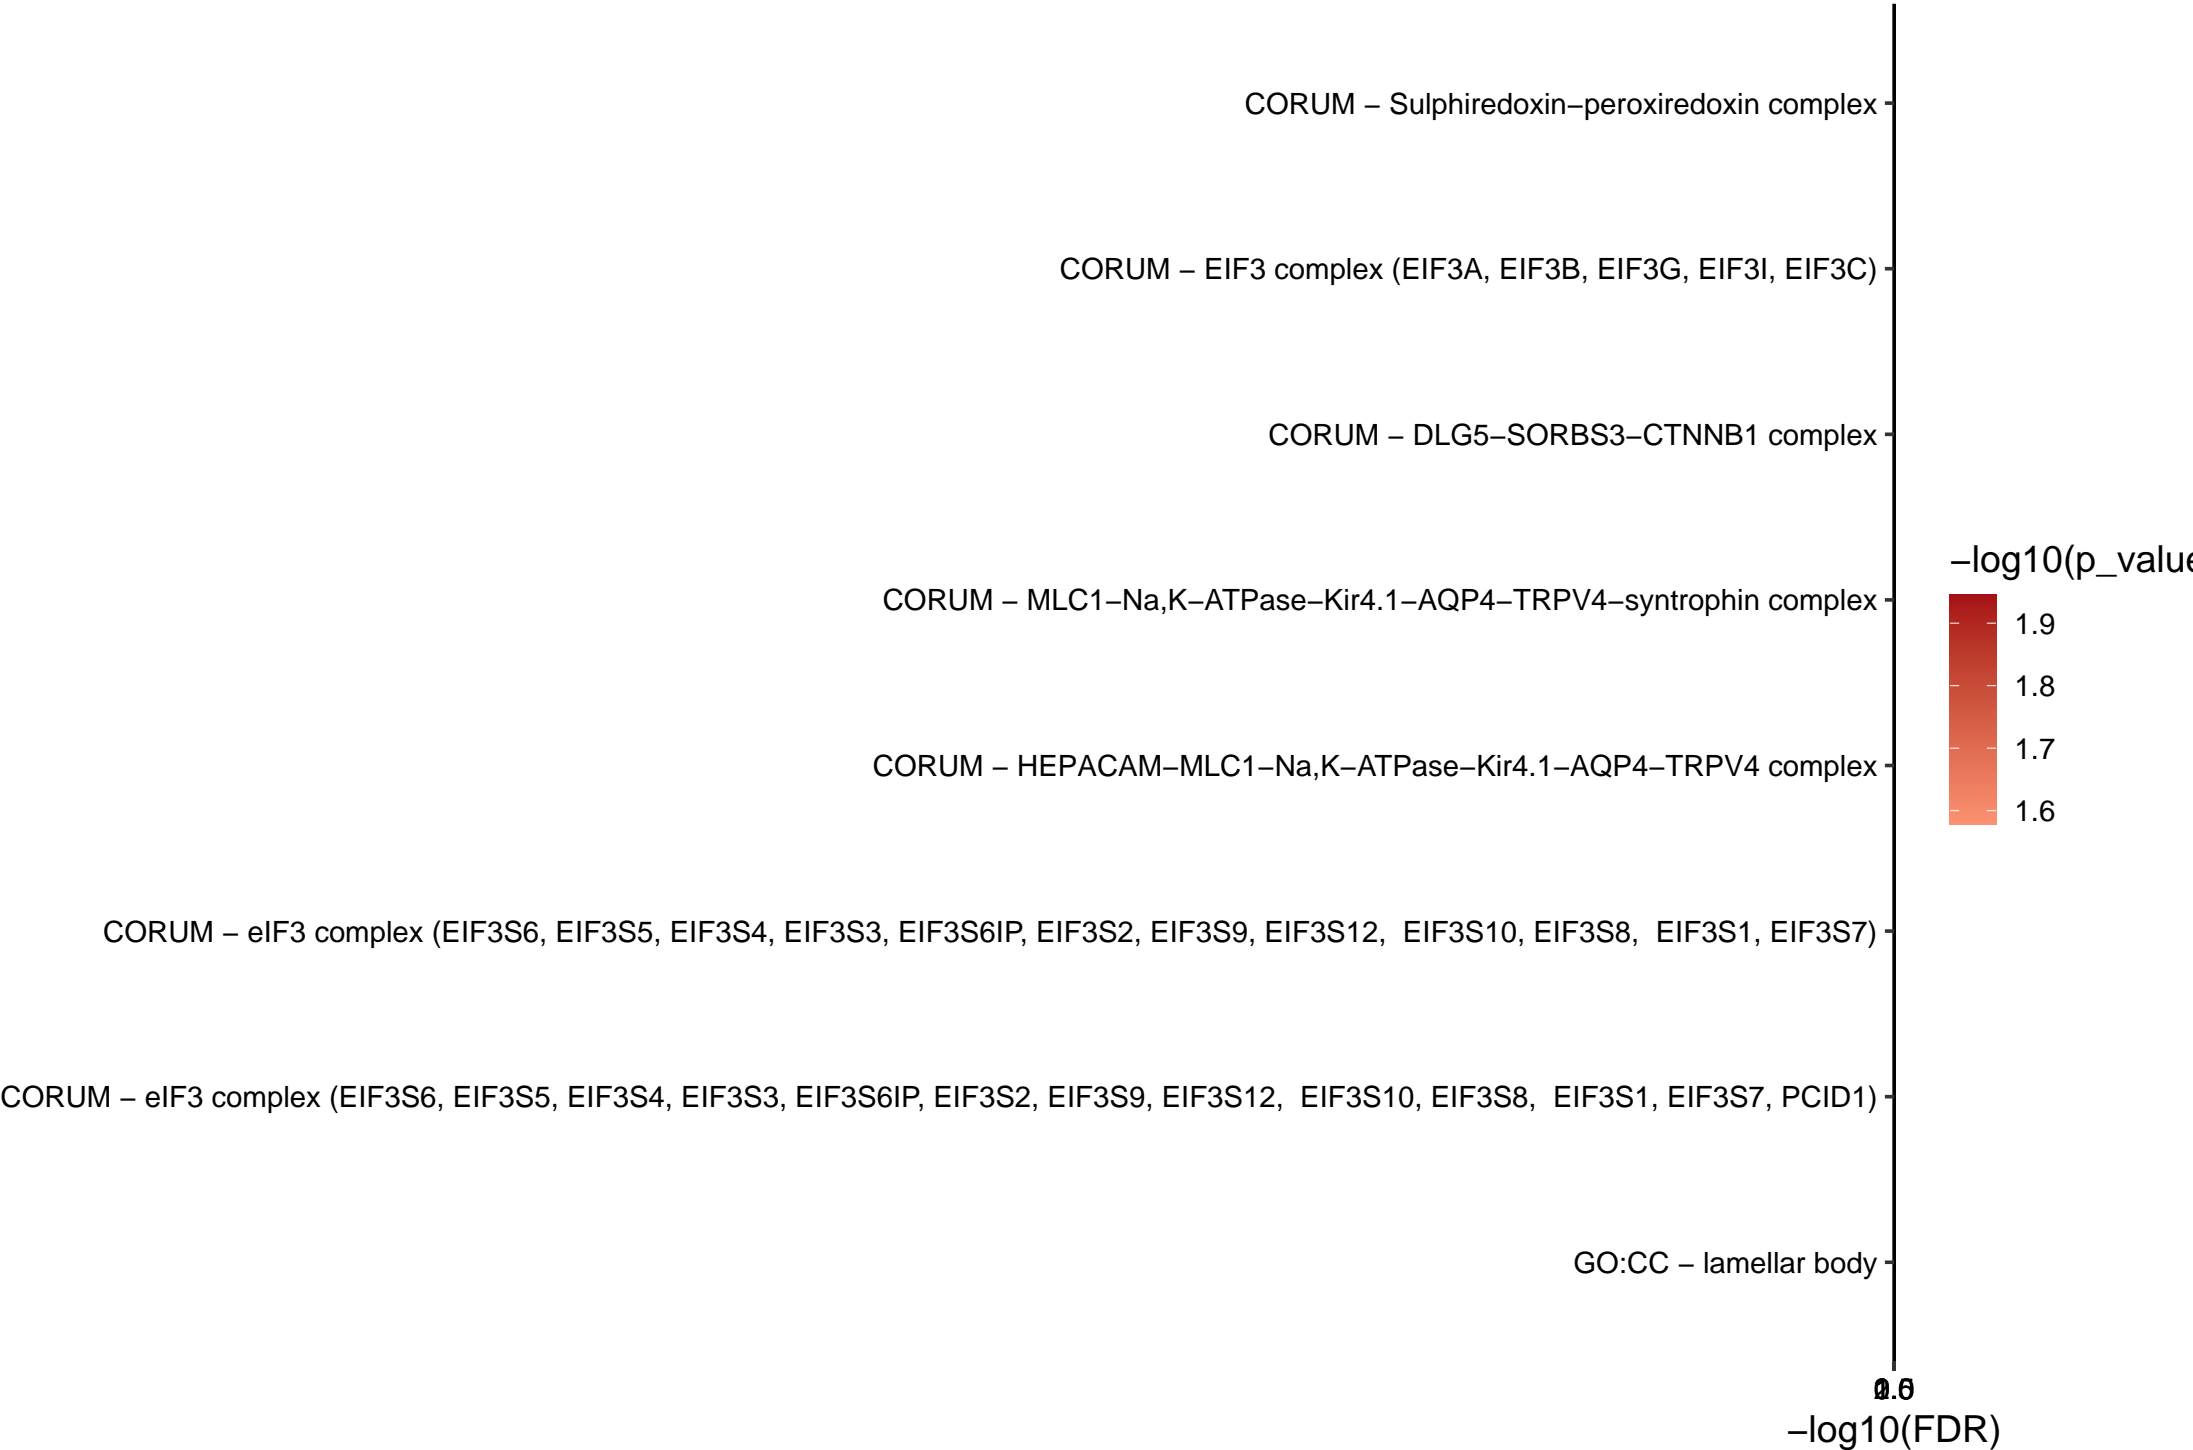 CORUM − Sulphiredoxin−peroxiredoxin complex
CORUM − EIF3 complex (EIF3A, EIF3B, EIF3G, EIF3I, EIF3C)
CORUM − DLG5−SORBS3−CTNNB1 complex
CORUM − MLC1−Na,K−ATPase−Kir4.1−AQP4−TRPV4−syntrophin complex
CORUM − HEPACAM−MLC1−Na,K−ATPase−Kir4.1−AQP4−TRPV4 complex
CORUM − eIF3 complex (EIF3S6, EIF3S5, EIF3S4, EIF3S3, EIF3S6IP, EIF3S2, EIF3S9, EIF3S12,  EIF3S10, EIF3S8,  EIF3S1, EIF3S7)
CORUM − eIF3 complex (EIF3S6, EIF3S5, EIF3S4, EIF3S3, EIF3S6IP, EIF3S2, EIF3S9, EIF3S12,  EIF3S10, EIF3S8,  EIF3S1, EIF3S7, PCID1)
GO:CC − lamellar body
−log10(FDR)
−log10(p_value
1.9
1.8
1.7
1.6